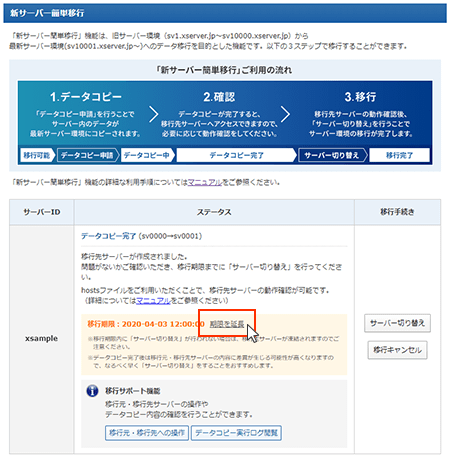 新サーバー簡単移行
「新サーバー簡単移行」機能は、旧サーバー環境（sv1.xserver.jp～sv10000.xserver.jp）から
最新サーバー環境(sv10001.xserver.jp～)へのデータ移行を目的とした機能です。以下の３ステップで移行することができます。
「新サーバー簡単移行」ご利用の流れ
1.データコピー
「データコピー申請」を行うことで
サーバー内のデータが
最新サーバー環境にコピーされます。
2.確認
データコピーが完了すると、
移行先サーバーへアクセスできますので、
必要に応じて動作確認をしてください。
3.移行
移行先サーバーの動作確認後、
「サーバー切り替え」を行うことで
サーバー環境の移行が完了します。
移行可能 データコピー申請 データコピー中 データコピー完了 サーバー切り替え 移行完了
「新サーバー簡単移行」機能の詳細な利用手順についてはマニュアルをご参照ください。
サーバーID ステータス 移行手続き
xsample
データコピー完了 (sv0000→sv0001)
移行先サーバーが作成されました。
問題がないかご確認いただき、移行期限までに「サーバー切り替え」を行ってください。
hostsファイルをご利用いただくことで、移行先サーバーの動作確認が可能です。
（詳細についてはマニュアルをご参照ください）
移行期限：2020-04-03 12:00:00 期限を延長
※移行期限内に「サーバー切り替え」が行われない場合は、移行先サーバーが凍結されますのでご注意ください。
※データコピー完了後は移行元・移行先サーバーの内容に差異が生じる可能性が高くなりますので、なるべく早く「サーバー切り替え」をすることをおすすめします。
移行サポート機能
移行元・移行先サーバーの操作や
データコピー内容の確認を行うことができます。
移行元・移行先への操作 データコピー実行ログ閲覧
サーバー切り替え
移行キャンセル